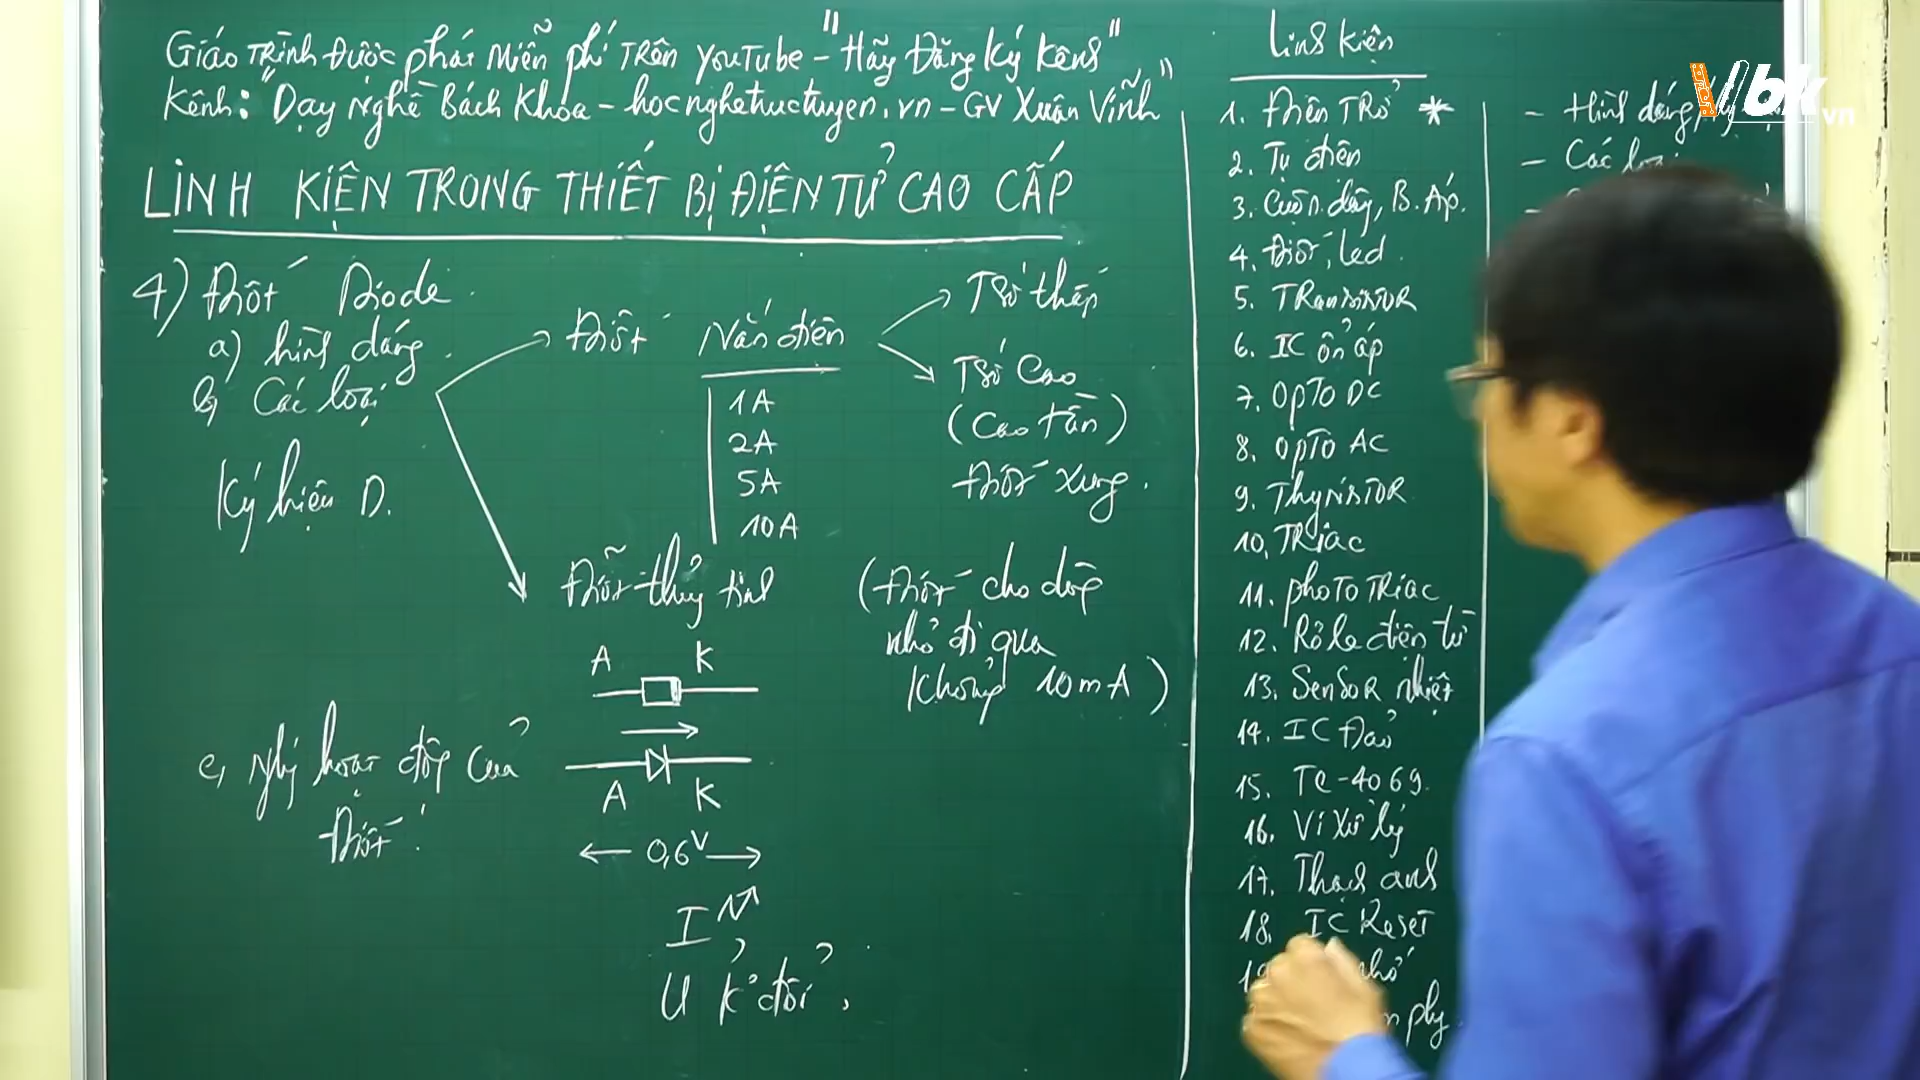 Giáo Trình Được phát Miễn phí Trên YouTube - "Hãy Đăng Ký Kênh"
Kênh: "Dạy Nghề Bách Khoa - hocnghetructuyen.vn - GV Xuân Vinh"
LINH KIỆN TRONG THIẾT BỊ ĐIỆN TỬ CAO CẤP
4) Điốt Diode
a) hình dáng
b, Các loại
Ký hiệu D.
Điốt Nắn điện
1A
2A
5A
10A
Trở thấp
Trở Cao
(Cao tần)
Điốt xung.
Điốt thủy tinh
(Điốt cho dòng
nhỏ đi qua
khoảng 10mA)
A K
c, Nglý hoạt động của
Điốt:
A K
0,6V
I
U k° đổi
Linh Kiện
1. Điện TRở *
2. Tụ điện
3. Cuộn dây, B. Áp.
4. Điốt, led.
5. TRansistoR
6. IC ổn áp
7. OpTo DC
8. OpTo AC
9. ThyristoR
10. TRiac
11. phoTo TRiac
12. Rơle điện từ
13. SensoR nhiệt
14. IC Đảo
15. Tc-4069.
16. Vi Xử lý
17. Thạch anh
18. IC Reset
- Hình dáng/
- Các loại
Vbk.vn